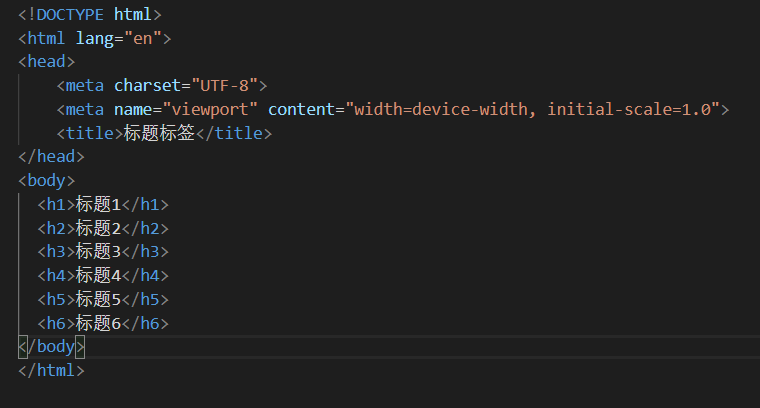 <!DOCTYPE html>
<html lang="en">
<head>
    <meta charset="UTF-8">
    <meta name="viewport" content="width=device-width, initial-scale=1.0">
    <title>标题标签</title>
</head>
<body>
  <h1>标题1</h1>
  <h2>标题2</h2>
  <h3>标题3</h3>
  <h4>标题4</h4>
  <h5>标题5</h5>
  <h6>标题6</h6>
</body>
</html>